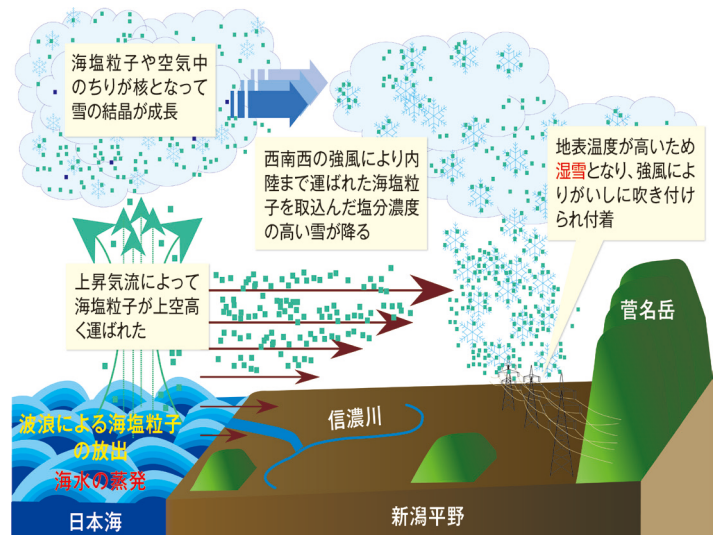 海塩粒子や空気中
のちりが核となって
雪の結晶が成長
西南西の強風により内
陸まで運ばれた海塩粒
子を取込んだ塩分濃度
の高い雪が降る
地表温度が高いため
湿雪となり、強風によ
りがいしに吹き付け
られ付着
上昇気流によって
海塩粒子が上空高
く運ばれた
菅名岳
波浪による海塩粒子
の放出
海水の蒸発
信濃川
日本海
新潟平野